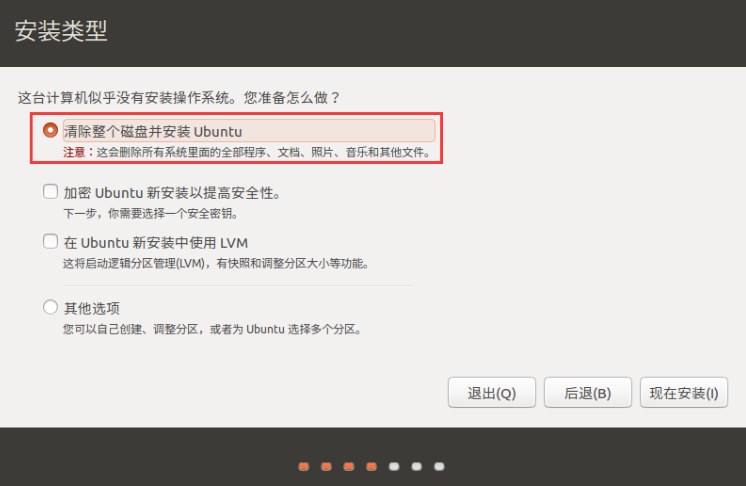 安装类型
这台计算机似乎没有安装操作系统。您准备怎么做？
清除整个磁盘并安装 Ubuntu
注意：这会删除所有系统里面的全部程序、文档、照片、音乐和其他文件。
加密 Ubuntu 新安装以提高安全性。
下一步，你需要选择一个安全密钥。
在 Ubuntu 新安装中使用 LVM
这将启动逻辑分区管理(LVM)，有快照和调整分区大小等功能。
其他选项
您可以自己创建、调整分区，或者为 Ubuntu 选择多个分区。
退出(Q) 后退(B) 现在安装(I)